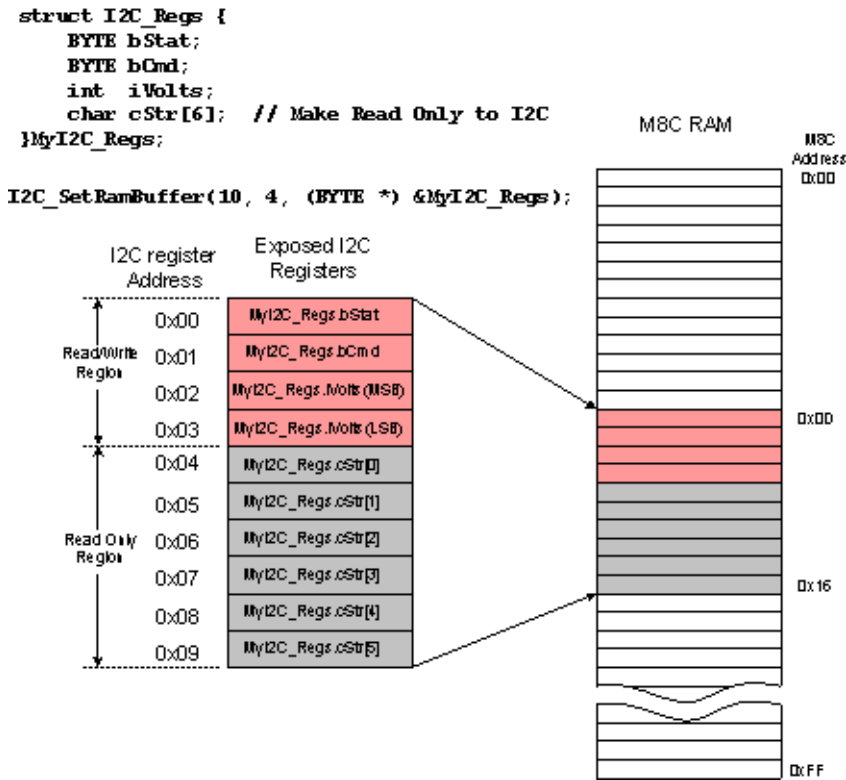 struct I2C_Regs {
BYTE bStat;
BYTE bCmd;
int iVolts;
char cStr[6]; // Make Read Only to I2C
}MyI2C_Regs;
I2C_SetRamBuffer(10, 4, (BYTE *) &MyI2C_Regs);
I2C register
Address
Exposed I2C
Registers
Read/Write
Region
0x00
MyI2C_Regs.bStat
0x01
MyI2C_Regs.bCmd
0x02
MyI2C_Regs.iVolts (MSB)
0x03
MyI2C_Regs.iVolts (LSB)
Read Only
Region
0x04
MyI2C_Regs.cStr[0]
0x05
MyI2C_Regs.cStr[1]
0x06
MyI2C_Regs.cStr[2]
0x07
MyI2C_Regs.cStr[3]
0x08
MyI2C_Regs.cStr[4]
0x09
MyI2C_Regs.cStr[5]
M8C RAM
M8C
Address
0x00
0x0D
0x16
0xFF